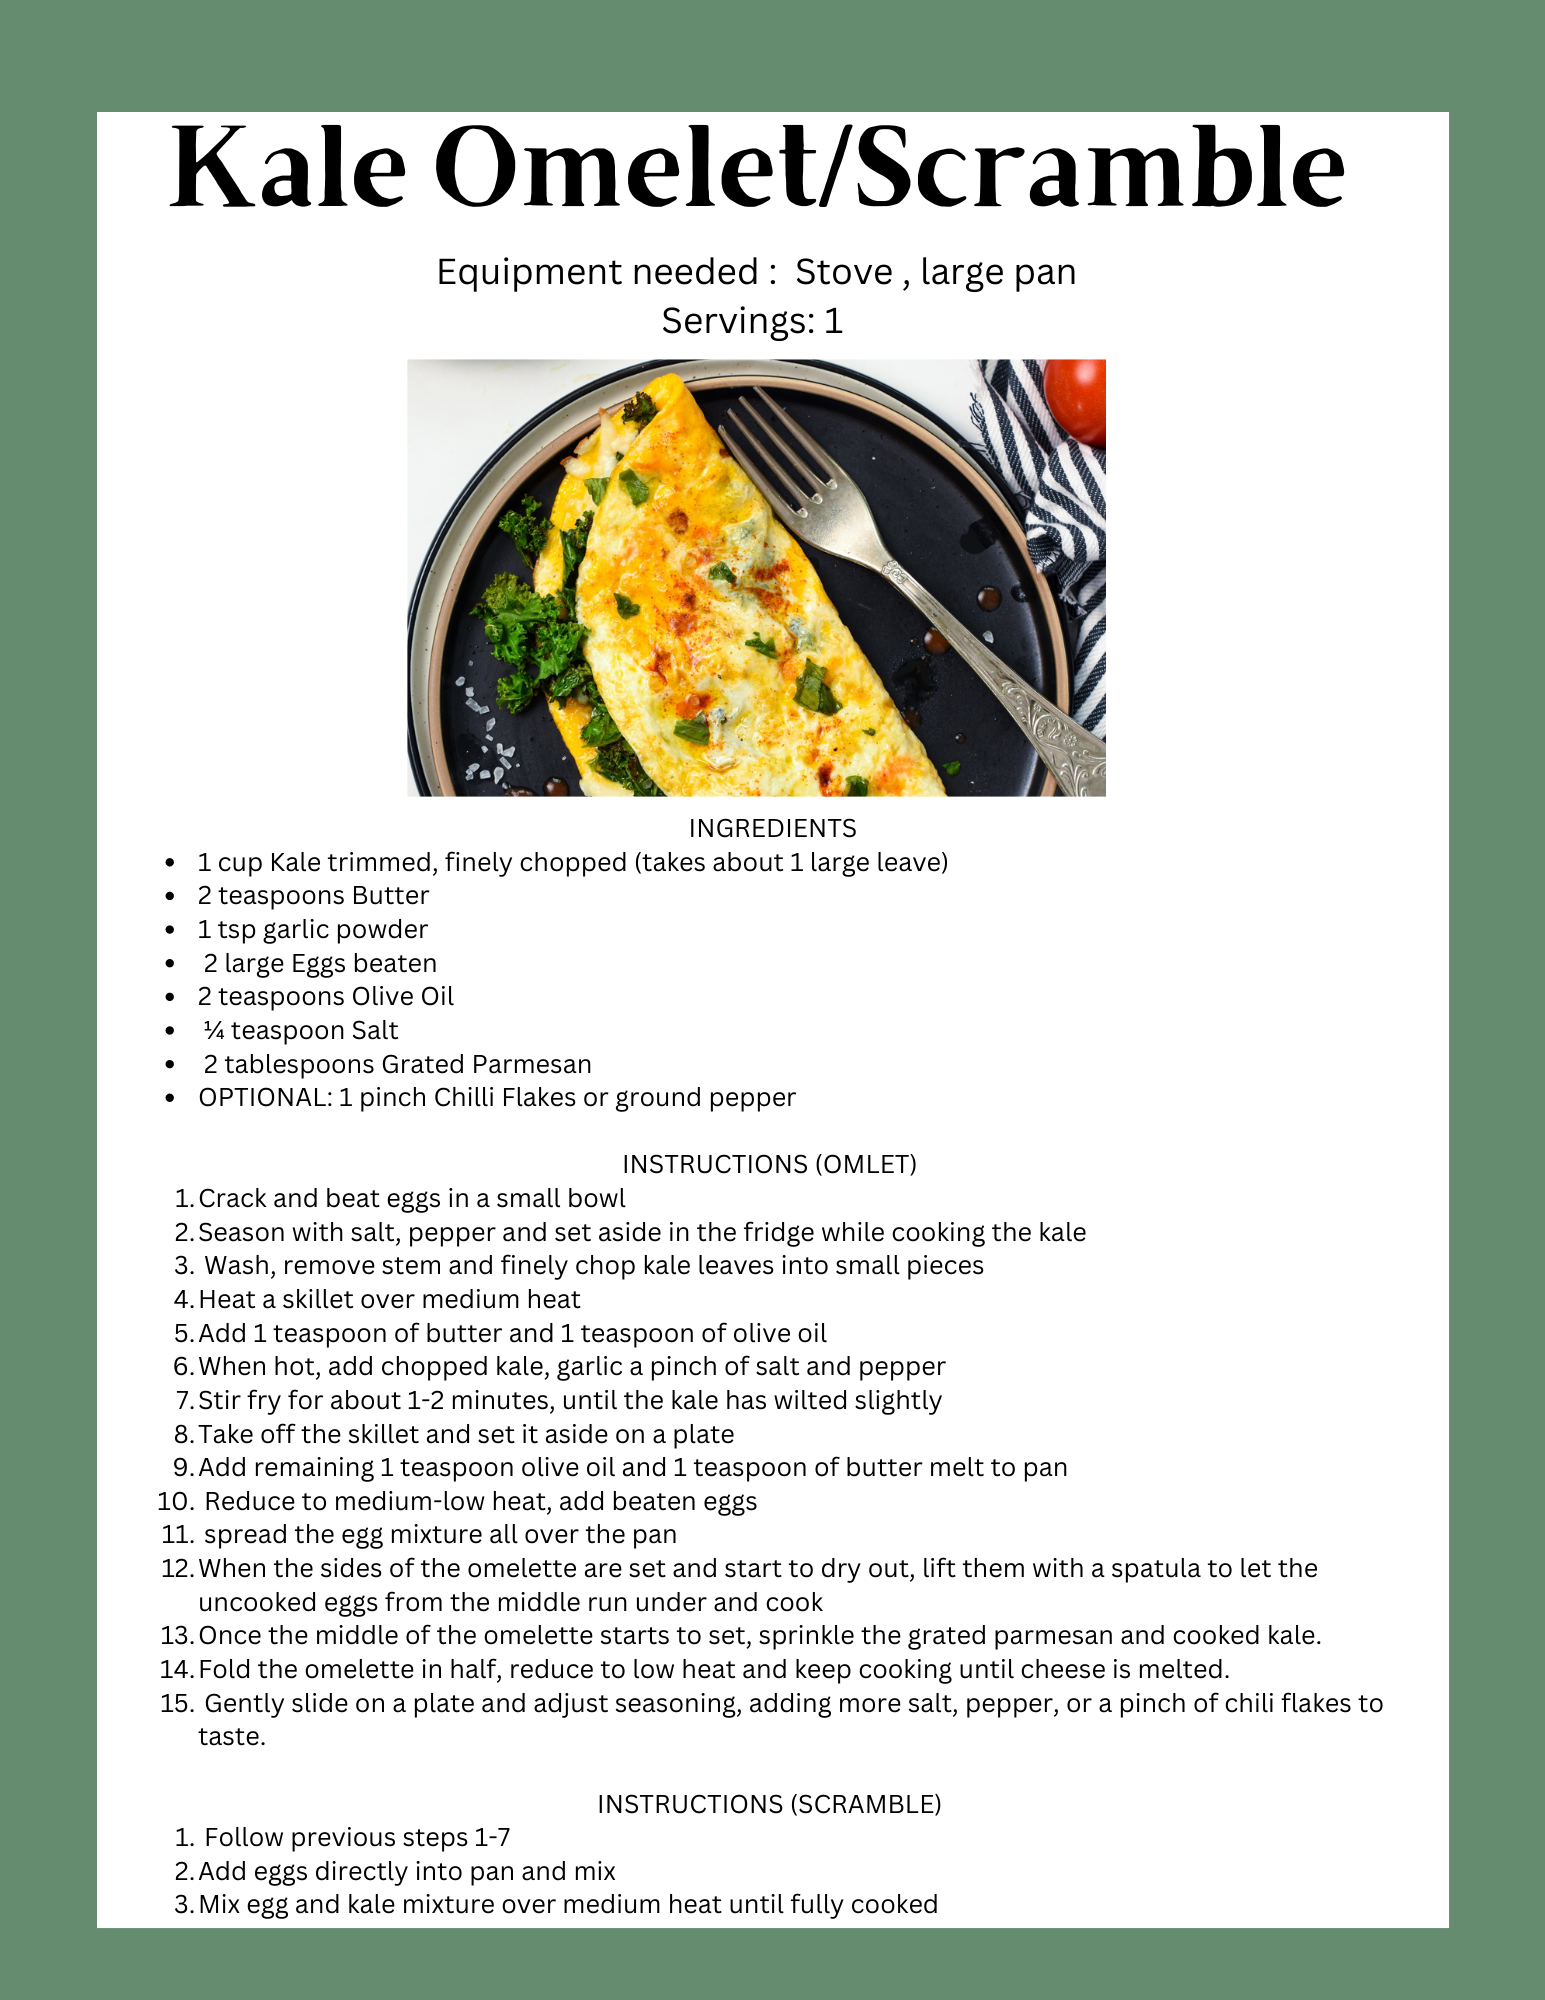 Kale Omelet/Scramble
Equipment needed :  Stove , large pan
Servings: 1
INGREDIENTS
• 1 cup Kale trimmed, finely chopped (takes about 1 large leave)
• 2 teaspoons Butter
• 1 tsp garlic powder
• 2 large Eggs beaten
• 2 teaspoons Olive Oil
• ¼ teaspoon Salt
• 2 tablespoons Grated Parmesan
• OPTIONAL: 1 pinch Chilli Flakes or ground pepper
INSTRUCTIONS (OMLET)
1. Crack and beat eggs in a small bowl
2. Season with salt, pepper and set aside in the fridge while cooking the kale
3. Wash, remove stem and finely chop kale leaves into small pieces
4. Heat a skillet over medium heat
5. Add 1 teaspoon of butter and 1 teaspoon of olive oil
6. When hot, add chopped kale, garlic a pinch of salt and pepper
7. Stir fry for about 1-2 minutes, until the kale has wilted slightly
8. Take off the skillet and set it aside on a plate
9. Add remaining 1 teaspoon olive oil and 1 teaspoon of butter melt to pan
10. Reduce to medium-low heat, add beaten eggs
11. spread the egg mixture all over the pan
12. When the sides of the omelette are set and start to dry out, lift them with a spatula to let the
uncooked eggs from the middle run under and cook
13. Once the middle of the omelette starts to set, sprinkle the grated parmesan and cooked kale.
14. Fold the omelette in half, reduce to low heat and keep cooking until cheese is melted.
15. Gently slide on a plate and adjust seasoning, adding more salt, pepper, or a pinch of chili flakes to
taste.
INSTRUCTIONS (SCRAMBLE)
1. Follow previous steps 1-7
2. Add eggs directly into pan and mix
3. Mix egg and kale mixture over medium heat until fully cooked